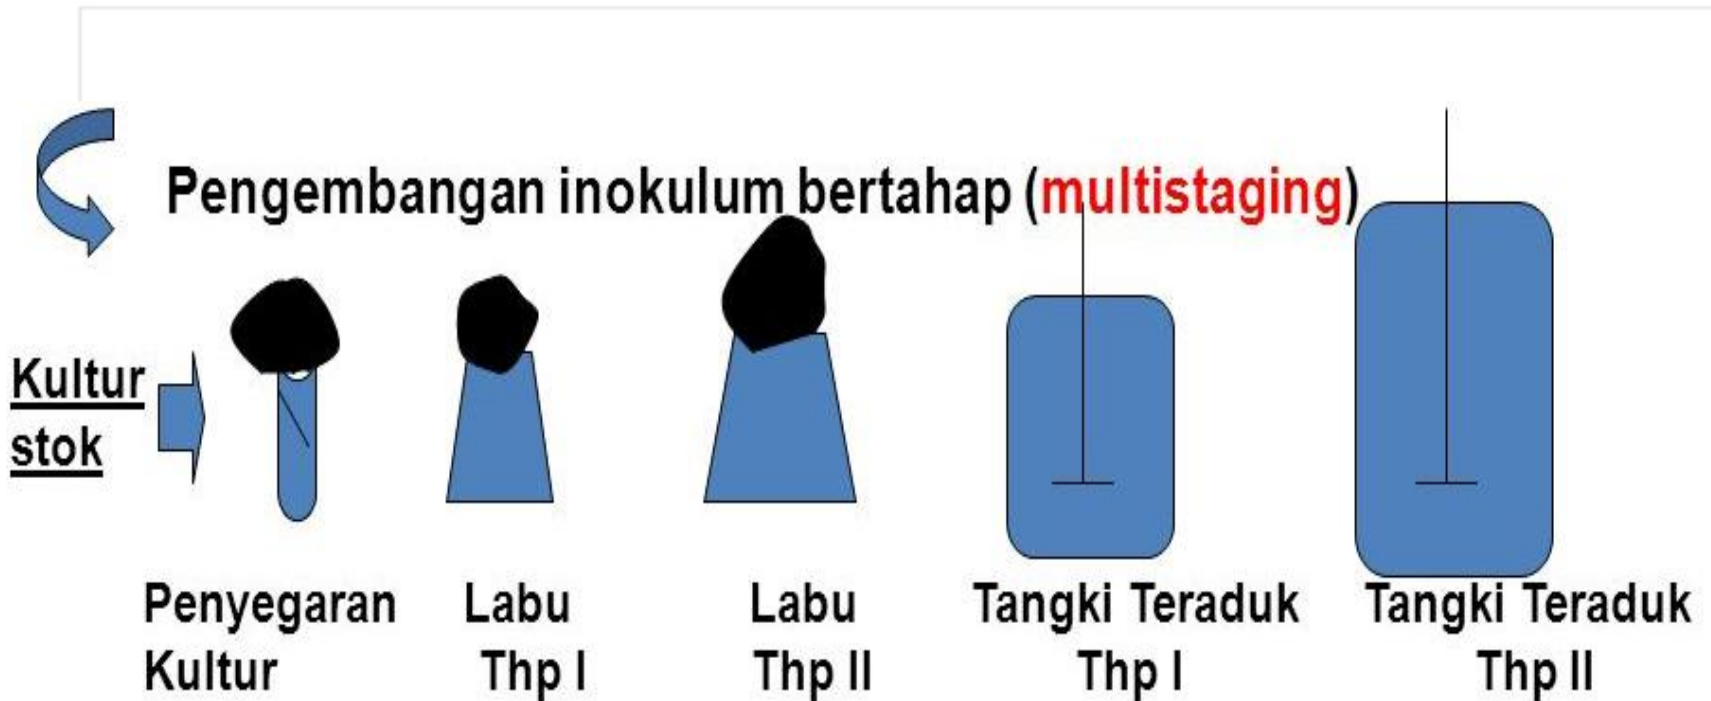 Pengembangan inokulum bertahap (multistaging)
Kultur
stok
Penyegaran
Kultur
Labu
Thp I
Labu
Thp II
Tangki Teraduk
Thp I
Tangki Teraduk
Thp II